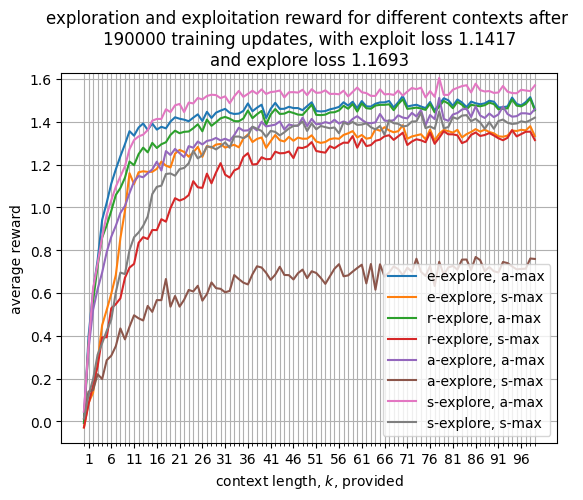 exploration and exploitation reward for different contexts after
190000 training updates, with exploit loss 1.1417
and explore loss 1.1693
1.6
1.4
1.2
1.0
0.8
0.6
0.4
0.2
0.0
average reward
e-explore, a-max
e-explore, s-max
r-explore, a-max
r-explore, s-max
a-explore, a-max
a-explore, s-max
s-explore, a-max
s-explore, s-max
1 6 11 16 21 26 31 36 41 46 51 56 61 66 71 76 81 86 91 96
context length, k, provided